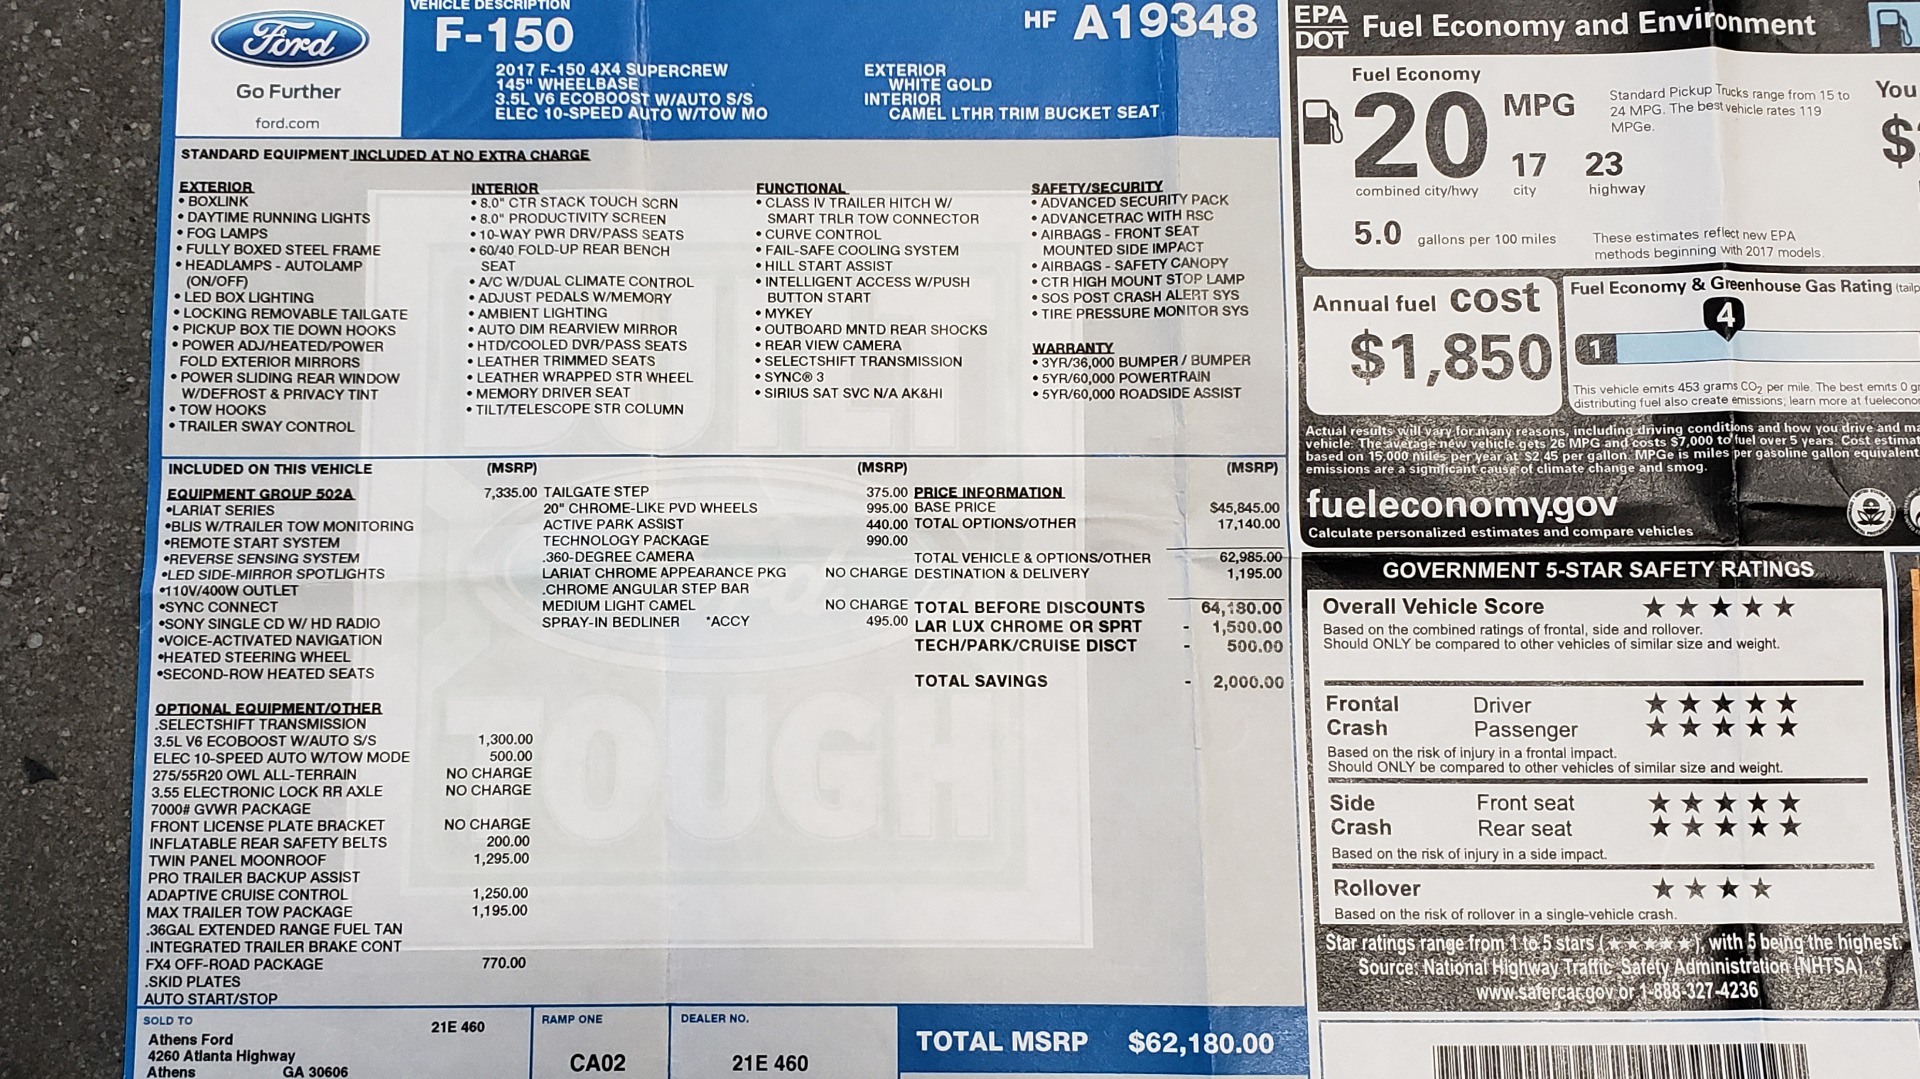 VEHICLE DESCRIPTION
Ford
Go Further
ford.com
F-150
HF A19348
2017 F-150 4X4 SUPERCREW
145" WHEELBASE
3.5L V6 ECOBOOST W/AUTO S/S
ELEC 10-SPEED AUTO W/TOW MO
EXTERIOR
WHITE GOLD
INTERIOR
CAMEL LTHR TRIM BUCKET SEAT
STANDARD EQUIPMENT INCLUDED AT NO EXTRA CHARGE
EXTERIOR
• BOXLINK
• DAYTIME RUNNING LIGHTS
• FOG LAMPS
• FULLY BOXED STEEL FRAME
• HEADLAMPS - AUTOLAMP
(ON/OFF)
• LED BOX LIGHTING
• LOCKING REMOVABLE TAILGATE
• PICKUP BOX TIE DOWN HOOKS
• POWER ADJ/HEATED/POWER
FOLD EXTERIOR MIRRORS
• POWER SLIDING REAR WINDOW
W/DEFROST & PRIVACY TINT
• TOW HOOKS
• TRAILER SWAY CONTROL
INTERIOR
• 8.0" CTR STACK TOUCH SCRN
• 8.0" PRODUCTIVITY SCREEN
• 10-WAY PWR DRV/PASS SEATS
• 60/40 FOLD-UP REAR BENCH
SEAT
• A/C W/DUAL CLIMATE CONTROL
• ADJUST PEDALS W/MEMORY
• AMBIENT LIGHTING
• AUTO DIM REARVIEW MIRROR
• HTD/COOLED DVR/PASS SEATS
• LEATHER TRIMMED SEATS
• LEATHER WRAPPED STR WHEEL
• MEMORY DRIVER SEAT
• TILT/TELESCOPE STR COLUMN
FUNCTIONAL
• CLASS IV TRAILER HITCH W/
SMART TRLR TOW CONNECTOR
• CURVE CONTROL
• FAIL-SAFE COOLING SYSTEM
• HILL START ASSIST
• INTELLIGENT ACCESS W/PUSH
BUTTON START
• MYKEY
• OUTBOARD MNTD REAR SHOCKS
• REAR VIEW CAMERA
• SELECTSHIFT TRANSMISSION
• SYNC® 3
• SIRIUS SAT SVC N/A AK&HI
SAFETY/SECURITY
• ADVANCED SECURITY PACK
• ADVANCETRAC WITH RSC
• AIRBAGS - FRONT SEAT
MOUNTED SIDE IMPACT
• AIRBAGS - SAFETY CANOPY
• CTR HIGH MOUNT STOP LAMP
• SOS POST CRASH ALERT SYS
• TIRE PRESSURE MONITOR SYS
WARRANTY
• 3YR/36,000 BUMPER / BUMPER
• 5YR/60,000 POWERTRAIN
• 5YR/60,000 ROADSIDE ASSIST
BUILT
Ford
TOUGH
INCLUDED ON THIS VEHICLE (MSRP)
EQUIPMENT GROUP 502A 7,335.00
•LARIAT SERIES
•BLIS W/TRAILER TOW MONITORING
•REMOTE START SYSTEM
•REVERSE SENSING SYSTEM
•LED SIDE-MIRROR SPOTLIGHTS
•110V/400W OUTLET
•SYNC CONNECT
•SONY SINGLE CD W/ HD RADIO
•VOICE-ACTIVATED NAVIGATION
•HEATED STEERING WHEEL
•SECOND-ROW HEATED SEATS
OPTIONAL EQUIPMENT/OTHER
.SELECTSHIFT TRANSMISSION
3.5L V6 ECOBOOST W/AUTO S/S 1,300.00
ELEC 10-SPEED AUTO W/TOW MODE 500.00
275/55R20 OWL ALL-TERRAIN NO CHARGE
3.55 ELECTRONIC LOCK RR AXLE NO CHARGE
7000# GVWR PACKAGE
FRONT LICENSE PLATE BRACKET NO CHARGE
INFLATABLE REAR SAFETY BELTS 200.00
TWIN PANEL MOONROOF 1,295.00
PRO TRAILER BACKUP ASSIST
ADAPTIVE CRUISE CONTROL 1,250.00
MAX TRAILER TOW PACKAGE 1,195.00
.36GAL EXTENDED RANGE FUEL TAN
.INTEGRATED TRAILER BRAKE CONT
FX4 OFF-ROAD PACKAGE 770.00
.SKID PLATES
AUTO START/STOP
(MSRP)
TAILGATE STEP 375.00
20" CHROME-LIKE PVD WHEELS 995.00
ACTIVE PARK ASSIST 440.00
TECHNOLOGY PACKAGE 990.00
.360-DEGREE CAMERA
LARIAT CHROME APPEARANCE PKG NO CHARGE
.CHROME ANGULAR STEP BAR
MEDIUM LIGHT CAMEL NO CHARGE
SPRAY-IN BEDLINER *ACCY 495.00
(MSRP)
PRICE INFORMATION
BASE PRICE $45,845.00
TOTAL OPTIONS/OTHER 17,140.00
TOTAL VEHICLE & OPTIONS/OTHER 62,985.00
DESTINATION & DELIVERY 1,195.00
TOTAL BEFORE DISCOUNTS 64,180.00
LAR LUX CHROME OR SPRT - 1,500.00
TECH/PARK/CRUISE DISCT - 500.00
TOTAL SAVINGS - 2,000.00
SOLD TO
21E 460
Athens Ford
4260 Atlanta Highway
Athens GA 30606
RAMP ONE
CA02
DEALER NO.
21E 460
TOTAL MSRP $62,180.00
EPA
DOT
Fuel Economy and Environment
Fuel Economy
20 MPG
combined city/hwy
17
city
23
highway
Standard Pickup Trucks range from 15 to
24 MPG. The best vehicle rates 119
MPGe.
5.0 gallons per 100 miles
These estimates reflect new EPA
methods beginning with 2017 models.
You
$
Annual fuel cost
$1,850
Fuel Economy & Greenhouse Gas Rating (tailp
4
1
This vehicle emits 453 grams CO2 per mile. The best emits 0 gr
distributing fuel also create emissions; learn more at fuelecono
Actual results will vary for many reasons, including driving conditions and how you drive and ma
vehicle. The average new vehicle gets 26 MPG and costs $7,000 to fuel over 5 years. Cost estimat
based on 15,000 miles per year at $2.45 per gallon. MPGe is miles per gasoline gallon equivalent.
emissions are a significant cause of climate change and smog.
fueleconomy.gov
Calculate personalized estimates and compare vehicles
GOVERNMENT 5-STAR SAFETY RATINGS
Overall Vehicle Score ★★★★★
Based on the combined ratings of frontal, side and rollover.
Should ONLY be compared to other vehicles of similar size and weight.
Frontal Driver ★★★★★
Crash Passenger ★★★★★
Based on the risk of injury in a frontal impact.
Should ONLY be compared to other vehicles of similar size and weight.
Side Front seat ★★★★★
Crash Rear seat ★★★★★
Based on the risk of injury in a side impact.
Rollover ★★★★
Based on the risk of rollover in a single-vehicle crash.
Star ratings range from 1 to 5 stars (★★★★★), with 5 being the highest.
Source: National Highway Traffic Safety Administration (NHTSA).
www.safercar.gov or 1-888-327-4236